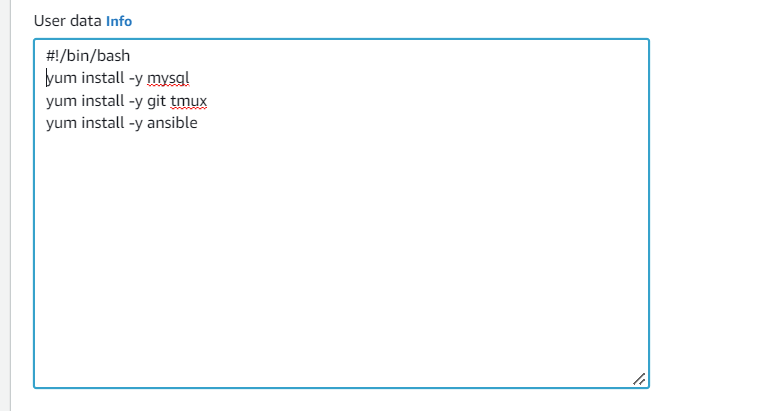 User data Info
#!/bin/bash
yum install -y mysql
yum install -y git tmux
yum install -y ansible